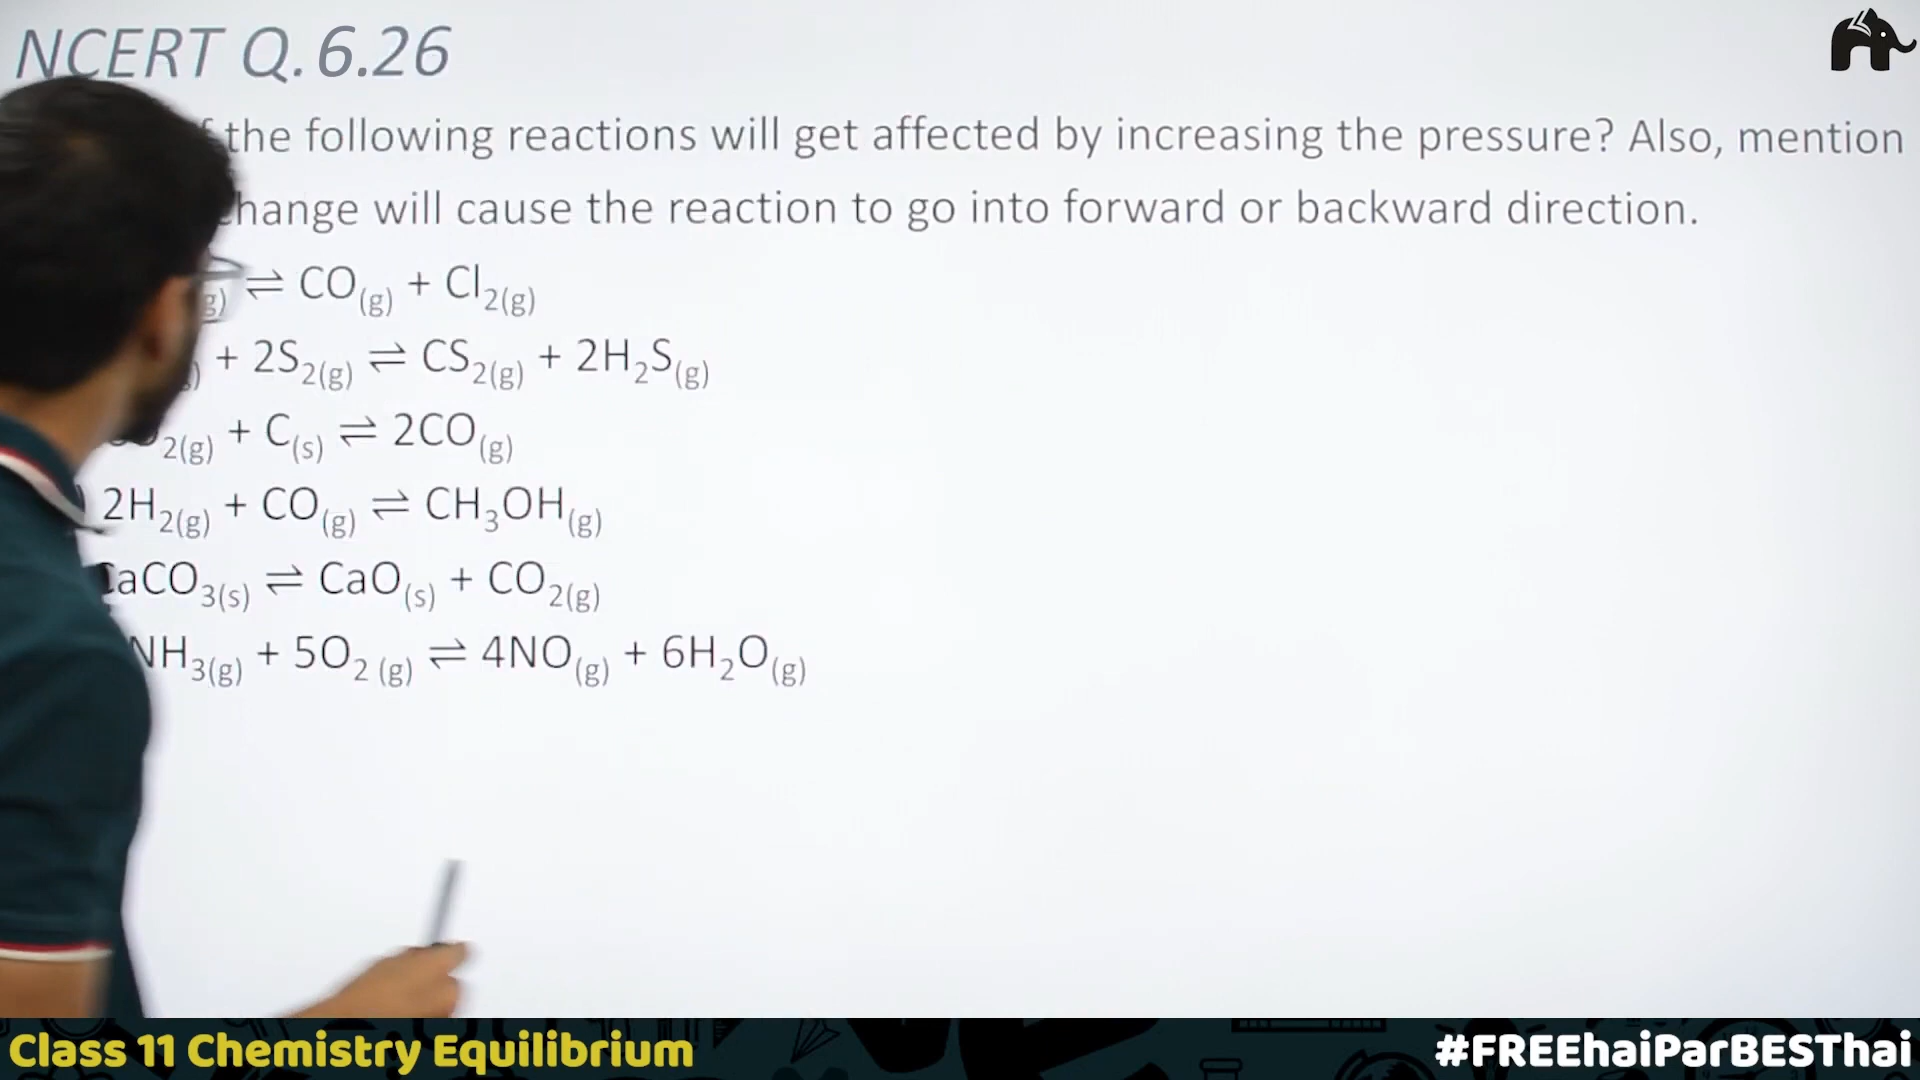 NCERT Q. 6.26
the following reactions will get affected by increasing the pressure? Also, mention
change will cause the reaction to go into forward or backward direction.
(g) ⇌ CO(g) + Cl2(g)
+ 2S2(g) ⇌ CS2(g) + 2H2S(g)
2(g) + C(s) ⇌ 2CO(g)
) 2H2(g) + CO(g) ⇌ CH3OH(g)
CaCO3(s) ⇌ CaO(s) + CO2(g)
NH3(g) + 5O2 (g) ⇌ 4NO(g) + 6H2O(g)
Class 11 Chemistry Equilibrium
#FREEhaiParBESThai